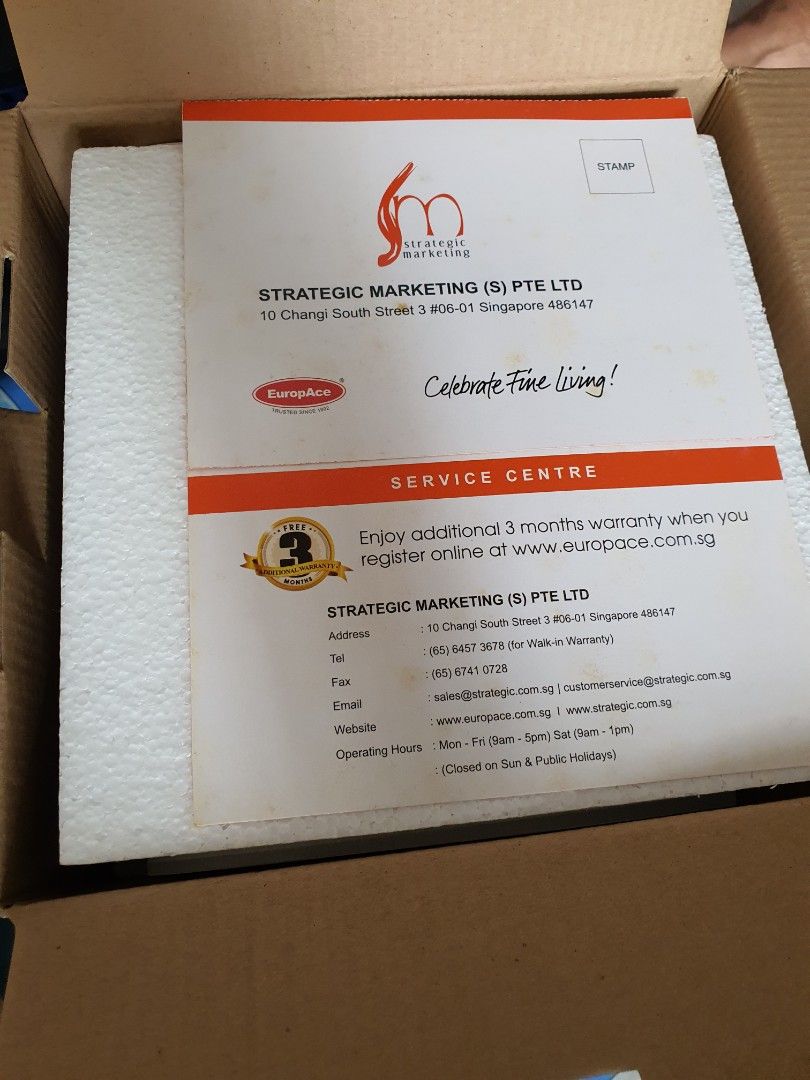 STAMP
strategic
marketing
STRATEGIC MARKETING (S) PTE LTD
10 Changi South Street 3 #06-01 Singapore 486147
EuropAce®
TRUSTED SINCE 1992
Celebrate Fine Living!
SERVICE CENTRE
FREE
3
ADDITIONAL WARRANTY
MONTHS
Enjoy additional 3 months warranty when you
register online at www.europace.com.sg
STRATEGIC MARKETING (S) PTE LTD
Address : 10 Changi South Street 3 #06-01 Singapore 486147
Tel : (65) 6457 3678 (for Walk-in Warranty)
Fax : (65) 6741 0728
Email : sales@strategic.com.sg | customerservice@strategic.com.sg
Website : www.europace.com.sg I www.strategic.com.sg
Operating Hours : Mon - Fri (9am - 5pm) Sat (9am - 1pm)
: (Closed on Sun & Public Holidays)